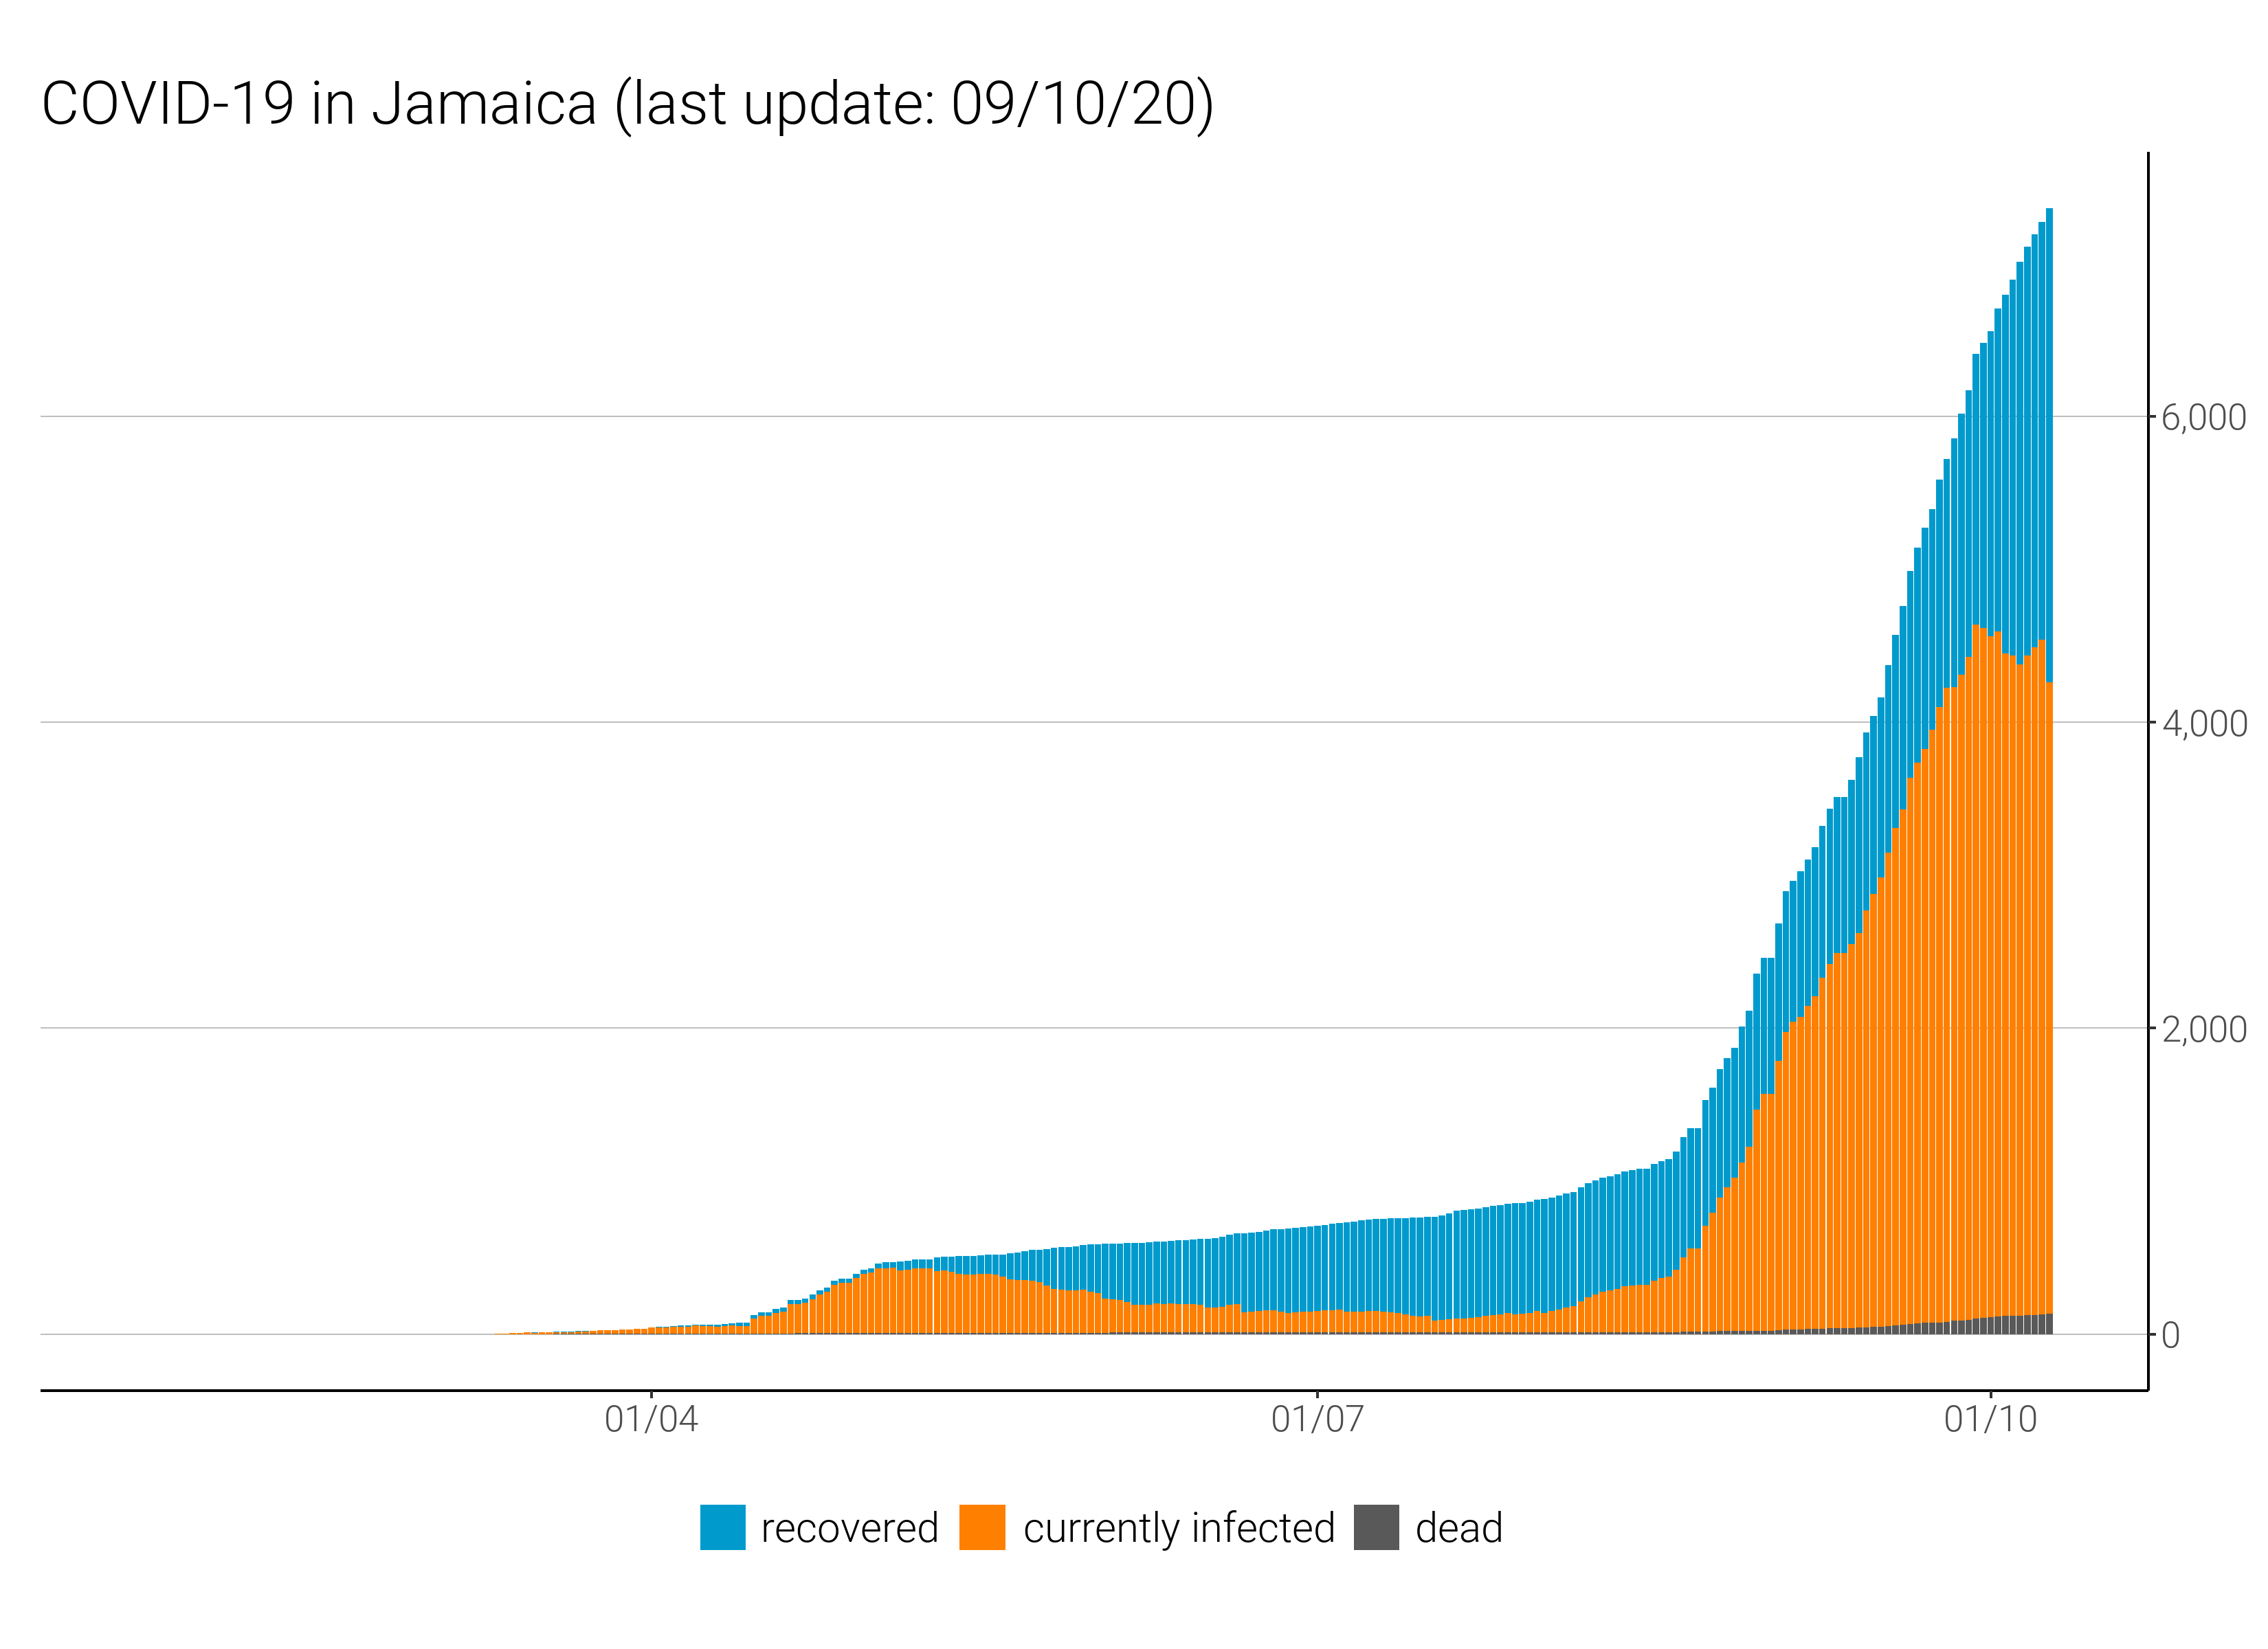 COVID-19 in Jamaica (last update: 09/10/20)
6,000
4,000
2,000
0
01/04 01/07 01/10
recovered currently infected dead